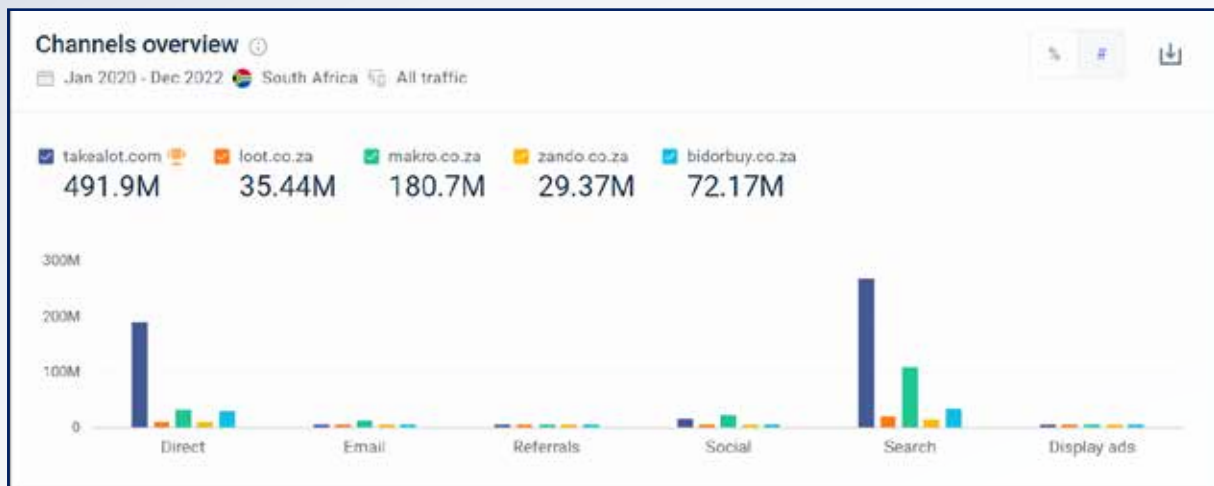 Channels overview
Jan 2020 - Dec 2022 South Africa All traffic
% #
takealot.com loot.co.za makro.co.za zando.co.za bidorbuy.co.za
491.9M 35.44M 180.7M 29.37M 72.17M
300M
200M
100M
0
Direct Email Referrals Social Search Display ads